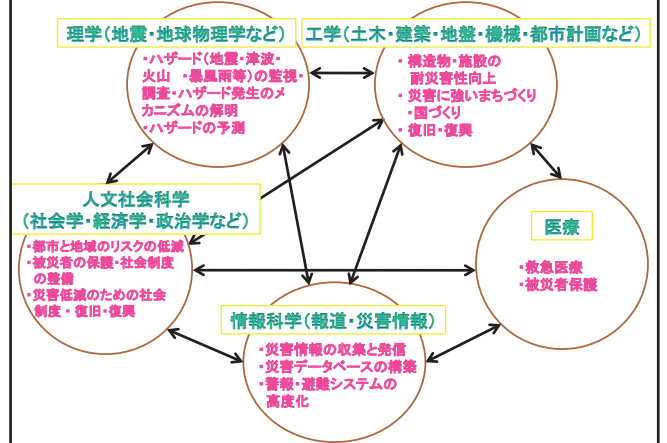 理学（地震・地球物理学など）
・ハザード（地震・津波・
火山　・暴風雨等）の監視・
調査・ハザード発生のメ
カニズムの解明
・ハザードの予測
工学（土木・建築・地盤・機械・都市計画など）
・構造物・施設の
耐災害性向上
・災害に強いまちづくり
・国づくり
・復旧・復興
人文社会科学
（社会学・経済学・政治学など）
・都市と地域のリスクの低減
・被災者の保護・社会制度
の整備
・災害低減のための社会
制度・復旧・復興
医療
・救急医療
・被災者保護
情報科学（報道・災害情報）
・災害情報の収集と発信
・災害データベースの構築
・警報・避難システムの
高度化